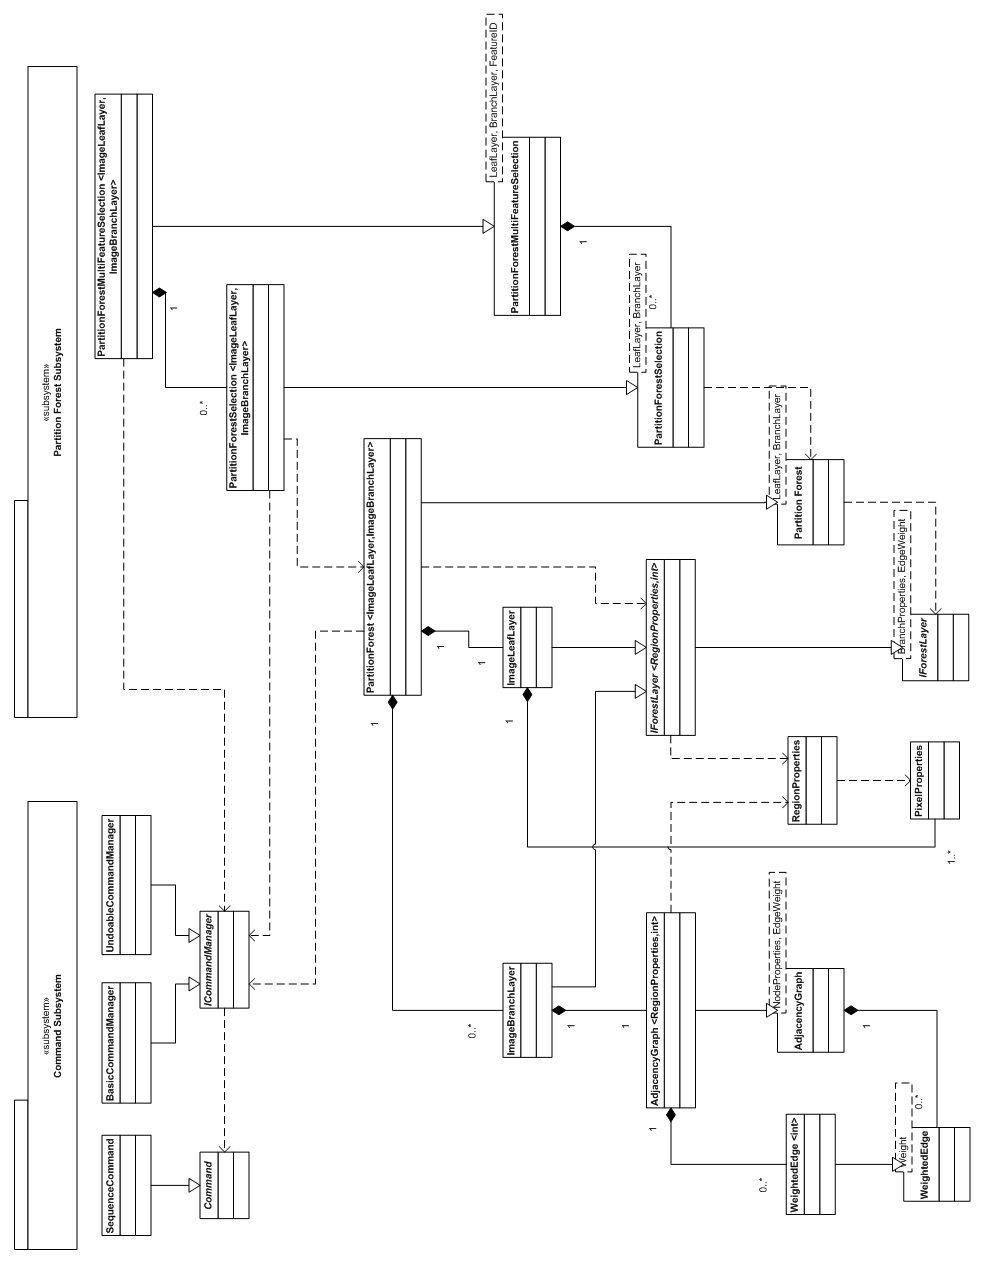 «subsystem»
Command Subsystem
«subsystem»
Partition Forest Subsystem
SequenceCommand
BasicCommandManager
UndoableCommandManager
PartitionForestMultiFeatureSelection <ImageLeafLayer,
ImageBranchLayer>
1
Command
ICommandManager
0..*
PartitionForestSelection <ImageLeafLayer,
ImageBranchLayer>
PartitionForest <ImageLeafLayer,ImageBranchLayer>
1
1
0..*
1
LeafLayer, BranchLayer, FeatureID
PartitionForestMultiFeatureSelection
1
ImageBranchLayer
1
ImageLeafLayer
1
1
LeafLayer, BranchLayer
0..*
PartitionForestSelection
AdjacencyGraph <RegionProperties,int>
1
IForestLayer <RegionProperties,int>
0..*
WeightedEdge <int>
NodeProperties, EdgeWeight
AdjacencyGraph
1
RegionProperties
LeafLayer, BranchLayer
Partition Forest
Weight
0..*
WeightedEdge
1..*
PixelProperties
BranchProperties, EdgeWeight
IForestLayer